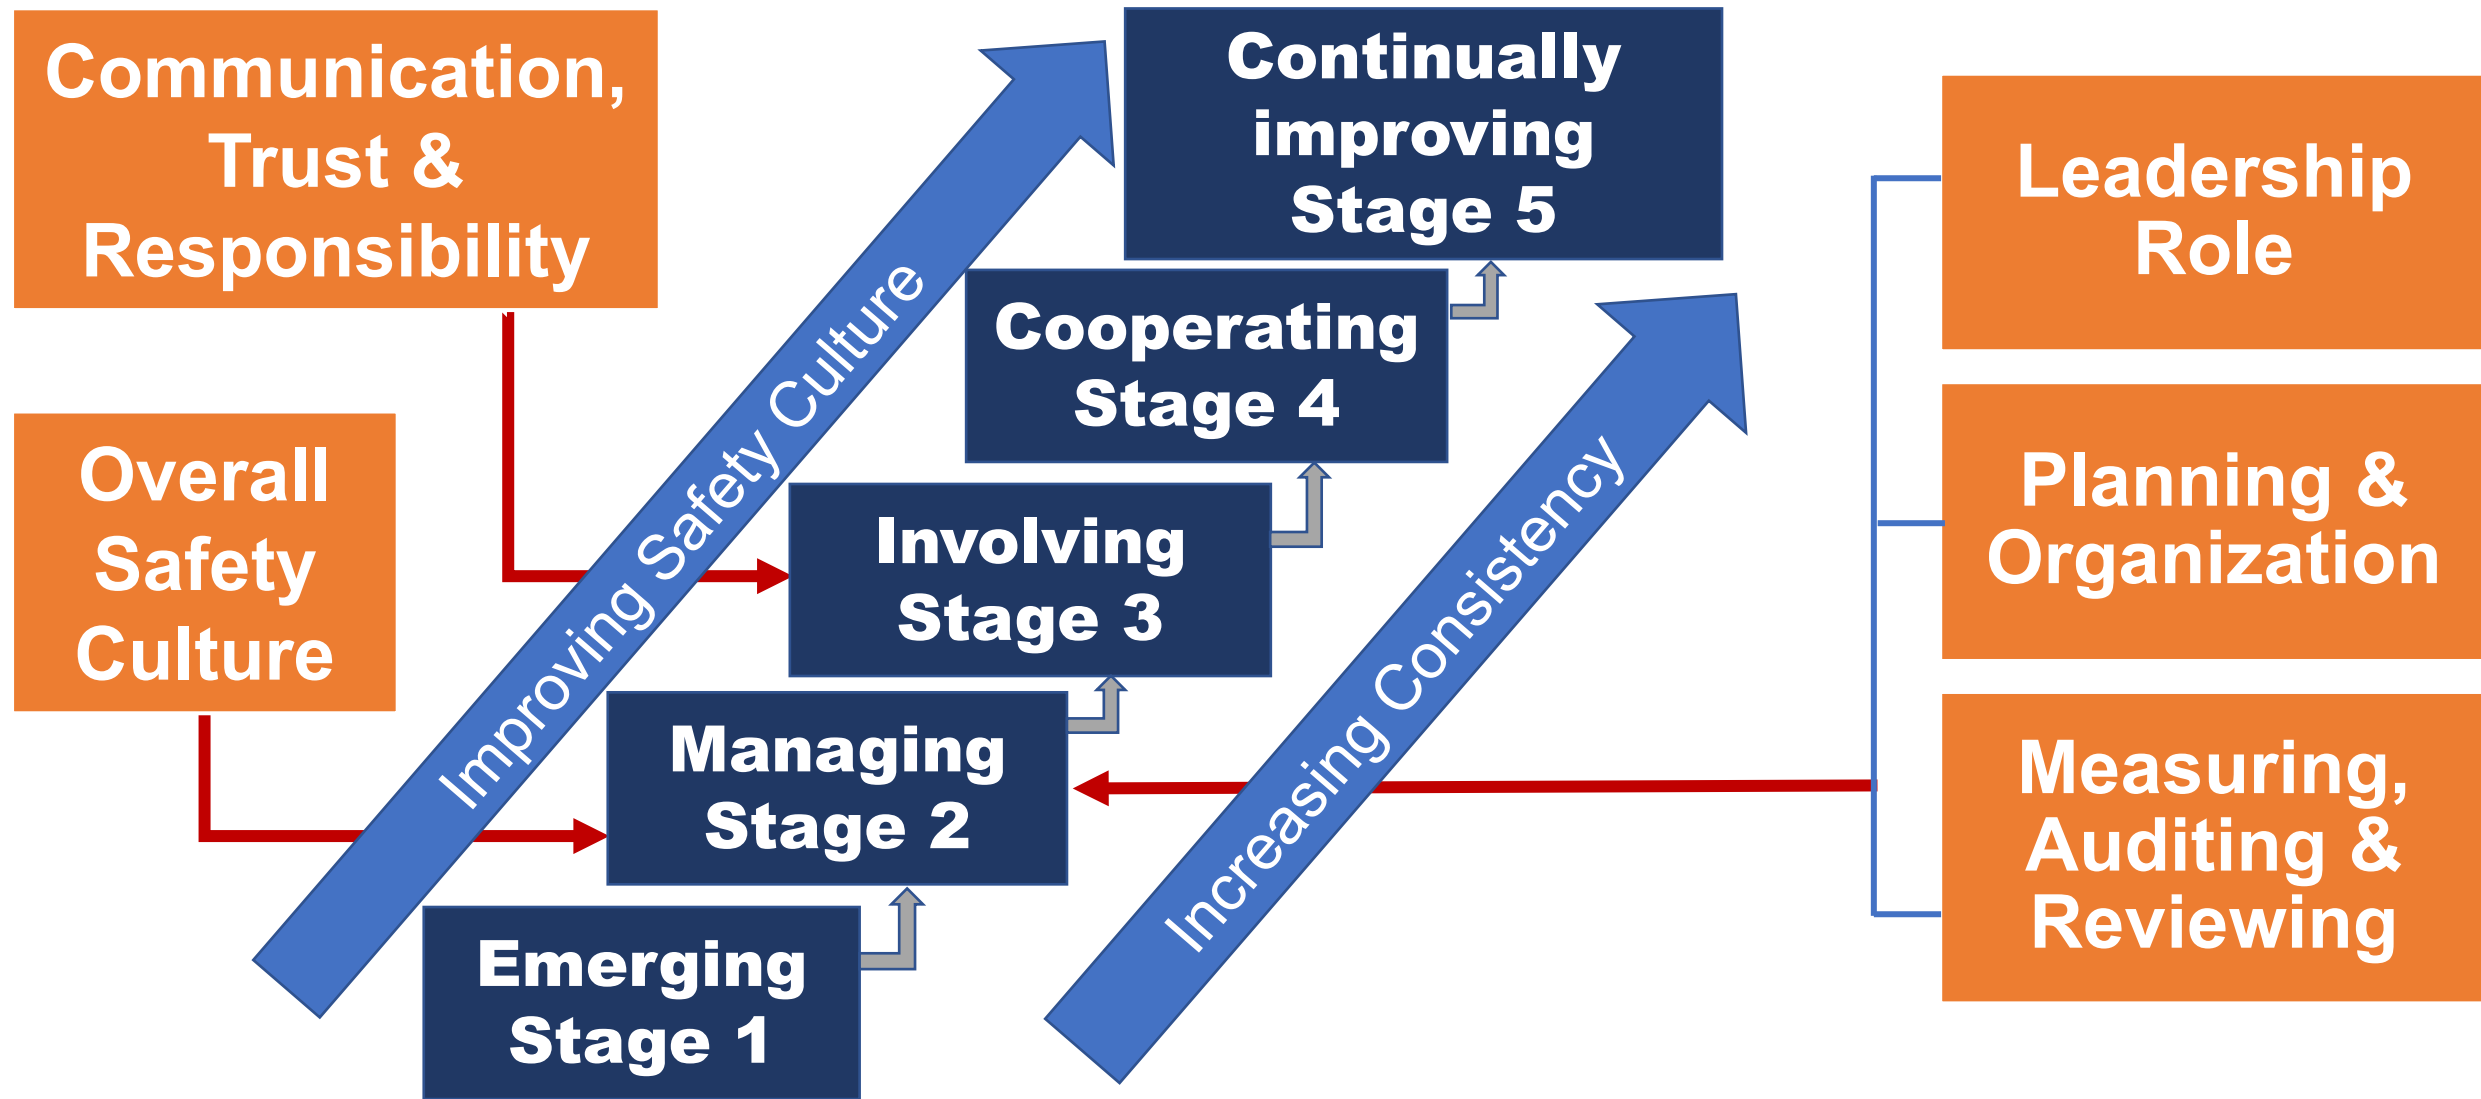 Communication,
Trust &
Responsibility
Overall
Safety
Culture
Improving Safety Culture
Continually
improving
Stage 5
Cooperating
Stage 4
Involving
Stage 3
Managing
Stage 2
Emerging
Stage 1
Increasing Consistency
Leadership
Role
Planning &
Organization
Measuring,
Auditing &
Reviewing